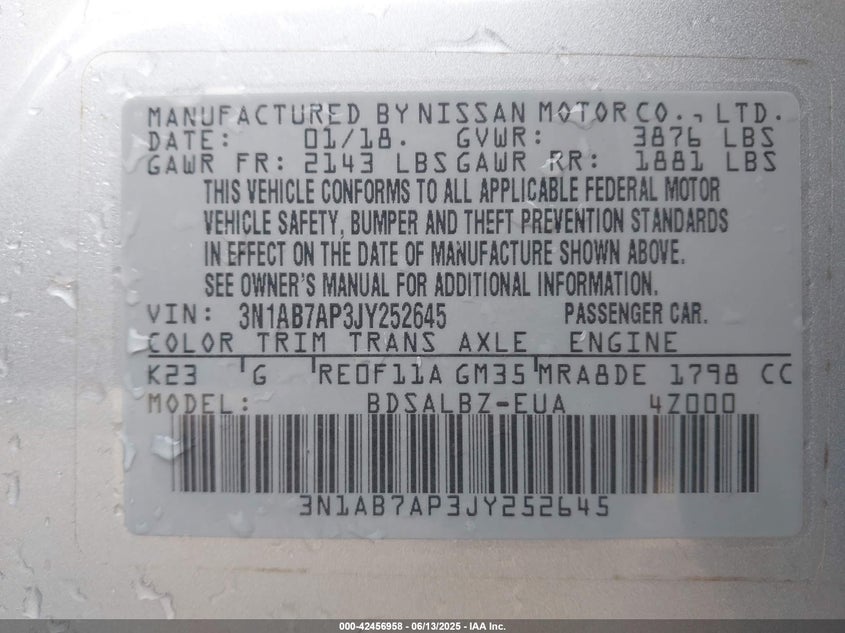 MANUFACTURED BY NISSAN MOTOR CO., LTD.
DATE: 01/18. GVWR: 3876 LBS
GAWR FR: 2143 LBS GAWR RR: 1881 LBS
THIS VEHICLE CONFORMS TO ALL APPLICABLE FEDERAL MOTOR
VEHICLE SAFETY, BUMPER AND THEFT PREVENTION STANDARDS
IN EFFECT ON THE DATE OF MANUFACTURE SHOWN ABOVE.
SEE OWNER'S MANUAL FOR ADDITIONAL INFORMATION.
VIN: 3N1AB7AP3JY252645 PASSENGER CAR.
COLOR TRIM TRANS AXLE ENGINE
K23 G RE0F11A GM35 MRA8DE 1798 CC
MODEL: BDSALBZ-EUA 4Z000
3N1AB7AP3JY252645
000-42456958 - 06/13/2025 - IAA Inc.